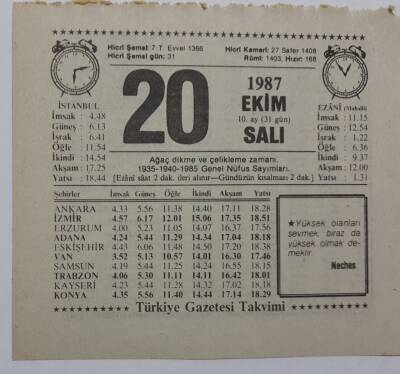 Hicrî Şemsî: 7 T. Evvel 1366 Hicrî Kamerî: 27 Safer 1408
Hicrî Şemsî gün: 31 Rûmî: 1403, Hızır: 168
20
1987
EKİM
10. ay (31 gün)
SALI
İSTANBUL
İmsak : 4.48
Güneş : 6.13
İşrak : 6.41
Öğle : 11.54
İkindi : 14.54
Akşam : 17.25
Yatsı : 18.44
EZÂNÎ (Mahallî)
İmsak : 11.15
Güneş : 12.54
İşrak : 1.22
Öğle : 6.36
İkindi : 9.37
Akşam : 12.00
Yatsı : 1.18
Ağaç dikme ve çelikleme zamanı.
1935-1940-1985 Genel Nüfus Sayımları.
[Ezânî sâat 2 dak. ileri alınır—Gündüzün kısalması 2 dak.]
Şehirler İmsak Güneş Öğle İkindi Akşam Yatsı
ANKARA 4.33 5.56 11.38 14.40 17.11 18.28
İZMİR 4.57 6.17 12.01 15.06 17.35 18.51
ERZURUM 4.00 5.23 11.05 14.07 16.37 17.56
ADANA 4.24 5.44 11.29 14.34 17.04 18.18
ESKİŞEHİR 4.43 6.06 11.48 14.50 17.20 18.38
VAN 3.52 5.13 10.57 14.01 16.30 17.46
SAMSUN 4.19 5.44 11.25 14.24 16.55 18.15
TRABZON 4.06 5.30 11.11 14.11 16.42 18.01
KAYSERİ 4.23 5.44 11.28 14.32 17.02 18.18
KONYA 4.35 5.56 11.40 14.44 17.14 18.29
★Yüksek olanları
sevmek, biraz da
yüksek olmak de-
mektir.
Neches
Türkiye Gazetesi Takvimi